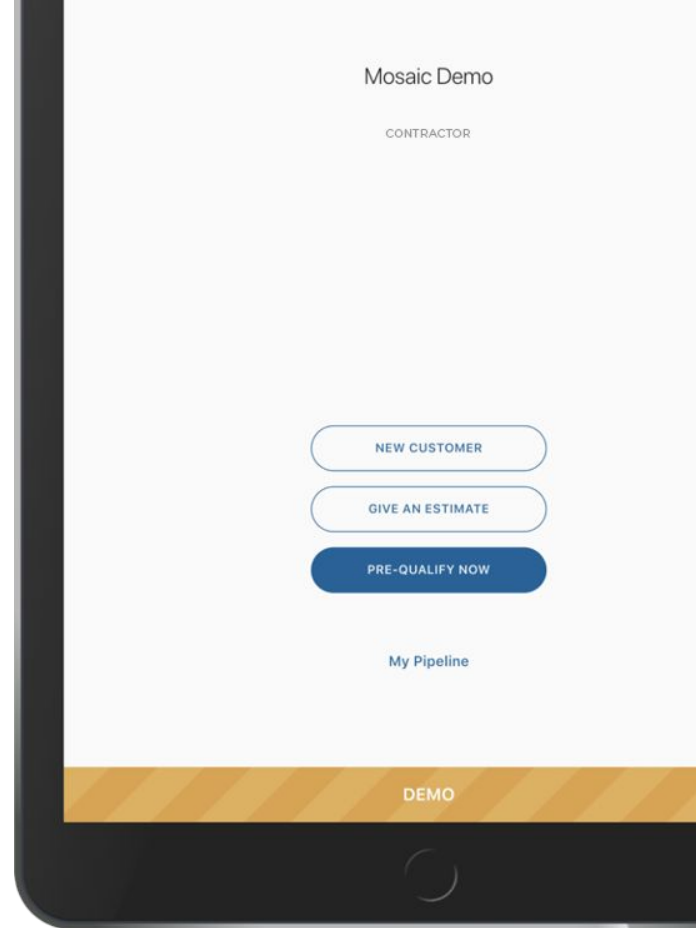 Mosaic Demo
CONTRACTOR
NEW CUSTOMER
GIVE AN ESTIMATE
PRE-QUALIFY NOW
My Pipeline
DEMO